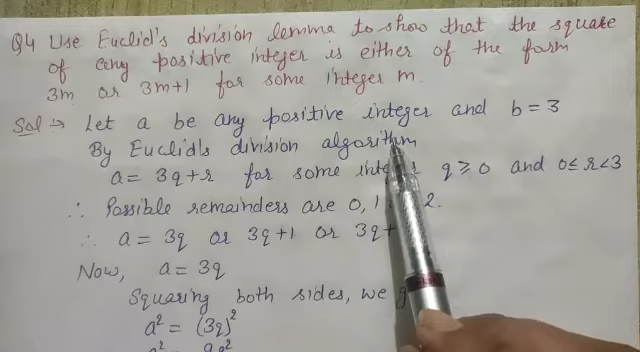 Q4 Use Euclid's division lemma to show that the square
of any positive integer is either of the form
3m or 3m+1 for some integer m.
Sol:→ Let a be any positive integer and b = 3
By Euclid's division algorithm
a = 3q+r for some q ≥ 0 and 0 ≤ r < 3
∴ Possible remainders are 0, 1 2.
∴ a = 3q or 3q+1 or 3q+
Now, a = 3q
Squaring both sides, we
a² = (3q)²
a² = 9q²